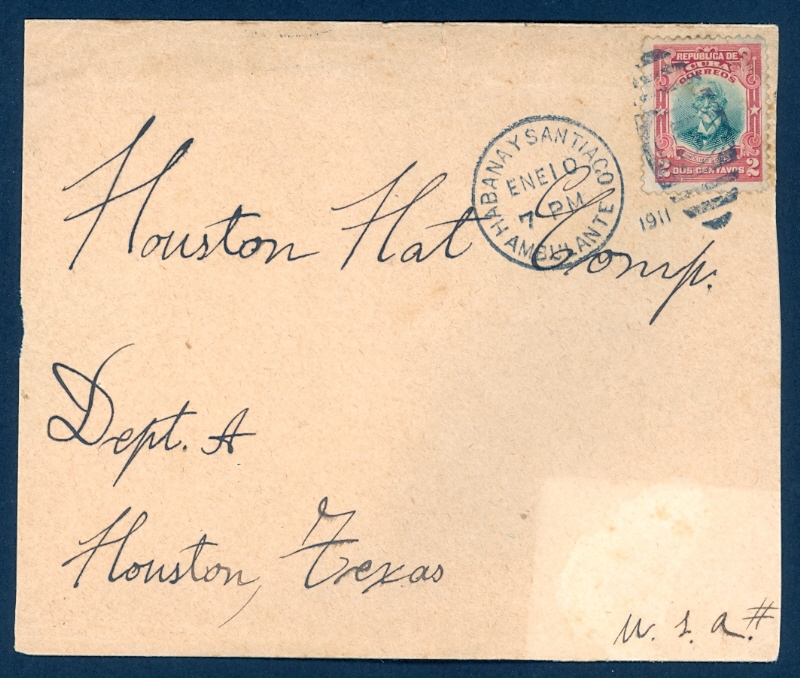 REPUBLICA DE
CUBA
CORREOS
2 2
DOS CENTAVOS
HABANA Y SANTIAGO
ENE 10
7 PM
AMBULANTE
1911
Houston Hat Comp.
Dept. A
Houston, Texas
U. S. A. #